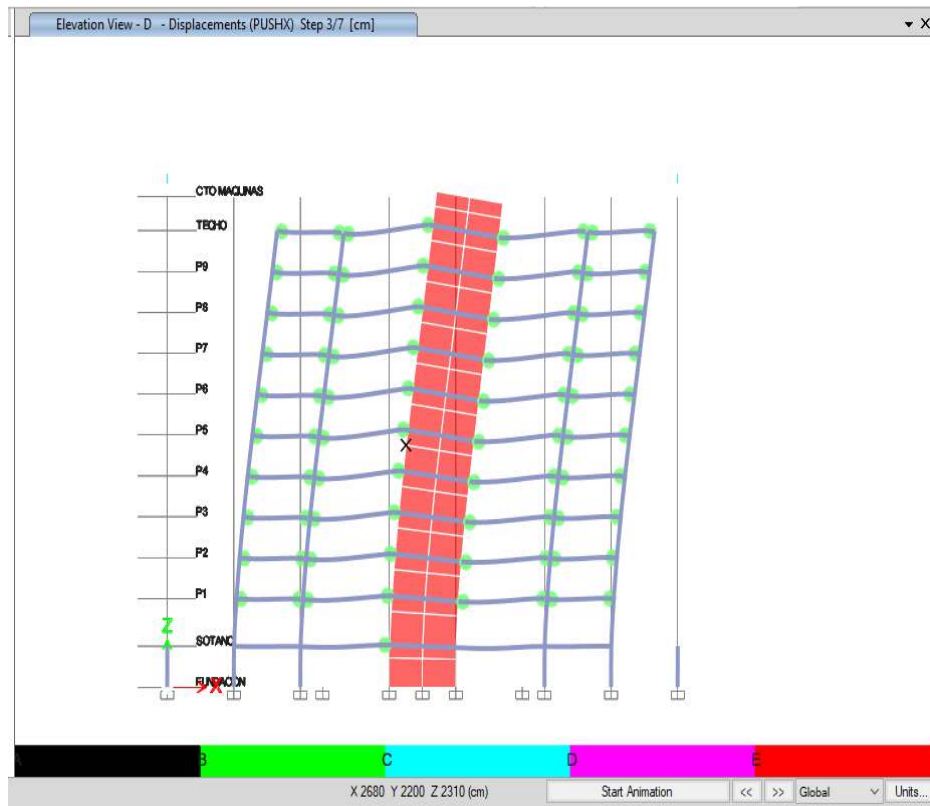 Elevation View - D - Displacements (PUSHX) Step 3/7 [cm]
X
CTO MAQUINAS
TECHO
P9
P8
P7
P6
P5
X
P4
P3
P2
P1
Z
SOTANO
FUNDACION
X
A B C D E
X 2680 Y 2200 Z 2310 (cm) Start Animation << >> Global Units...